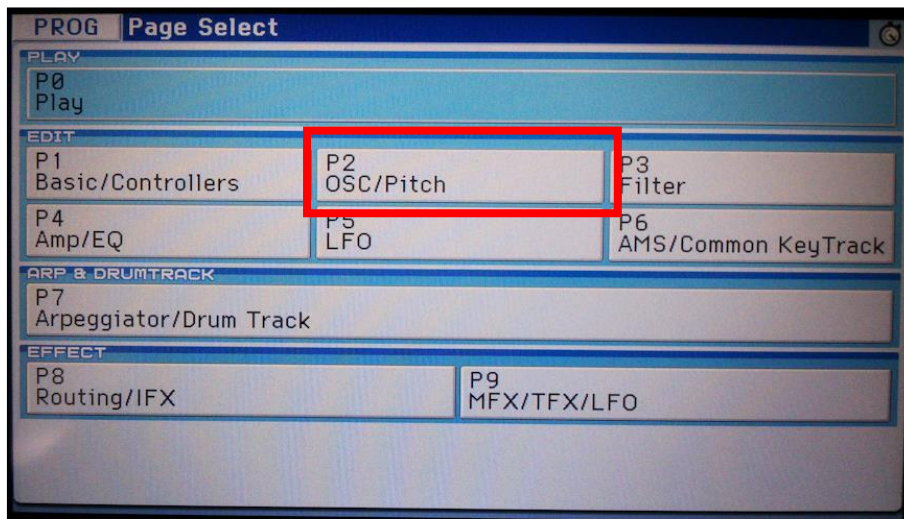 PROG Page Select
PLAY
P0
Play
EDIT
P1
Basic/Controllers
P2
OSC/Pitch
P3
Filter
P4
Amp/EQ
P5
LFO
P6
AMS/Common KeyTrack
ARP & DRUMTRACK
P7
Arpeggiator/Drum Track
EFFECT
P8
Routing/IFX
P9
MFX/TFX/LFO